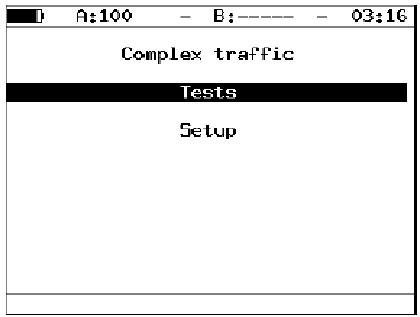 A:100 – B:----- – 03:16
Complex traffic
Tests
Setup